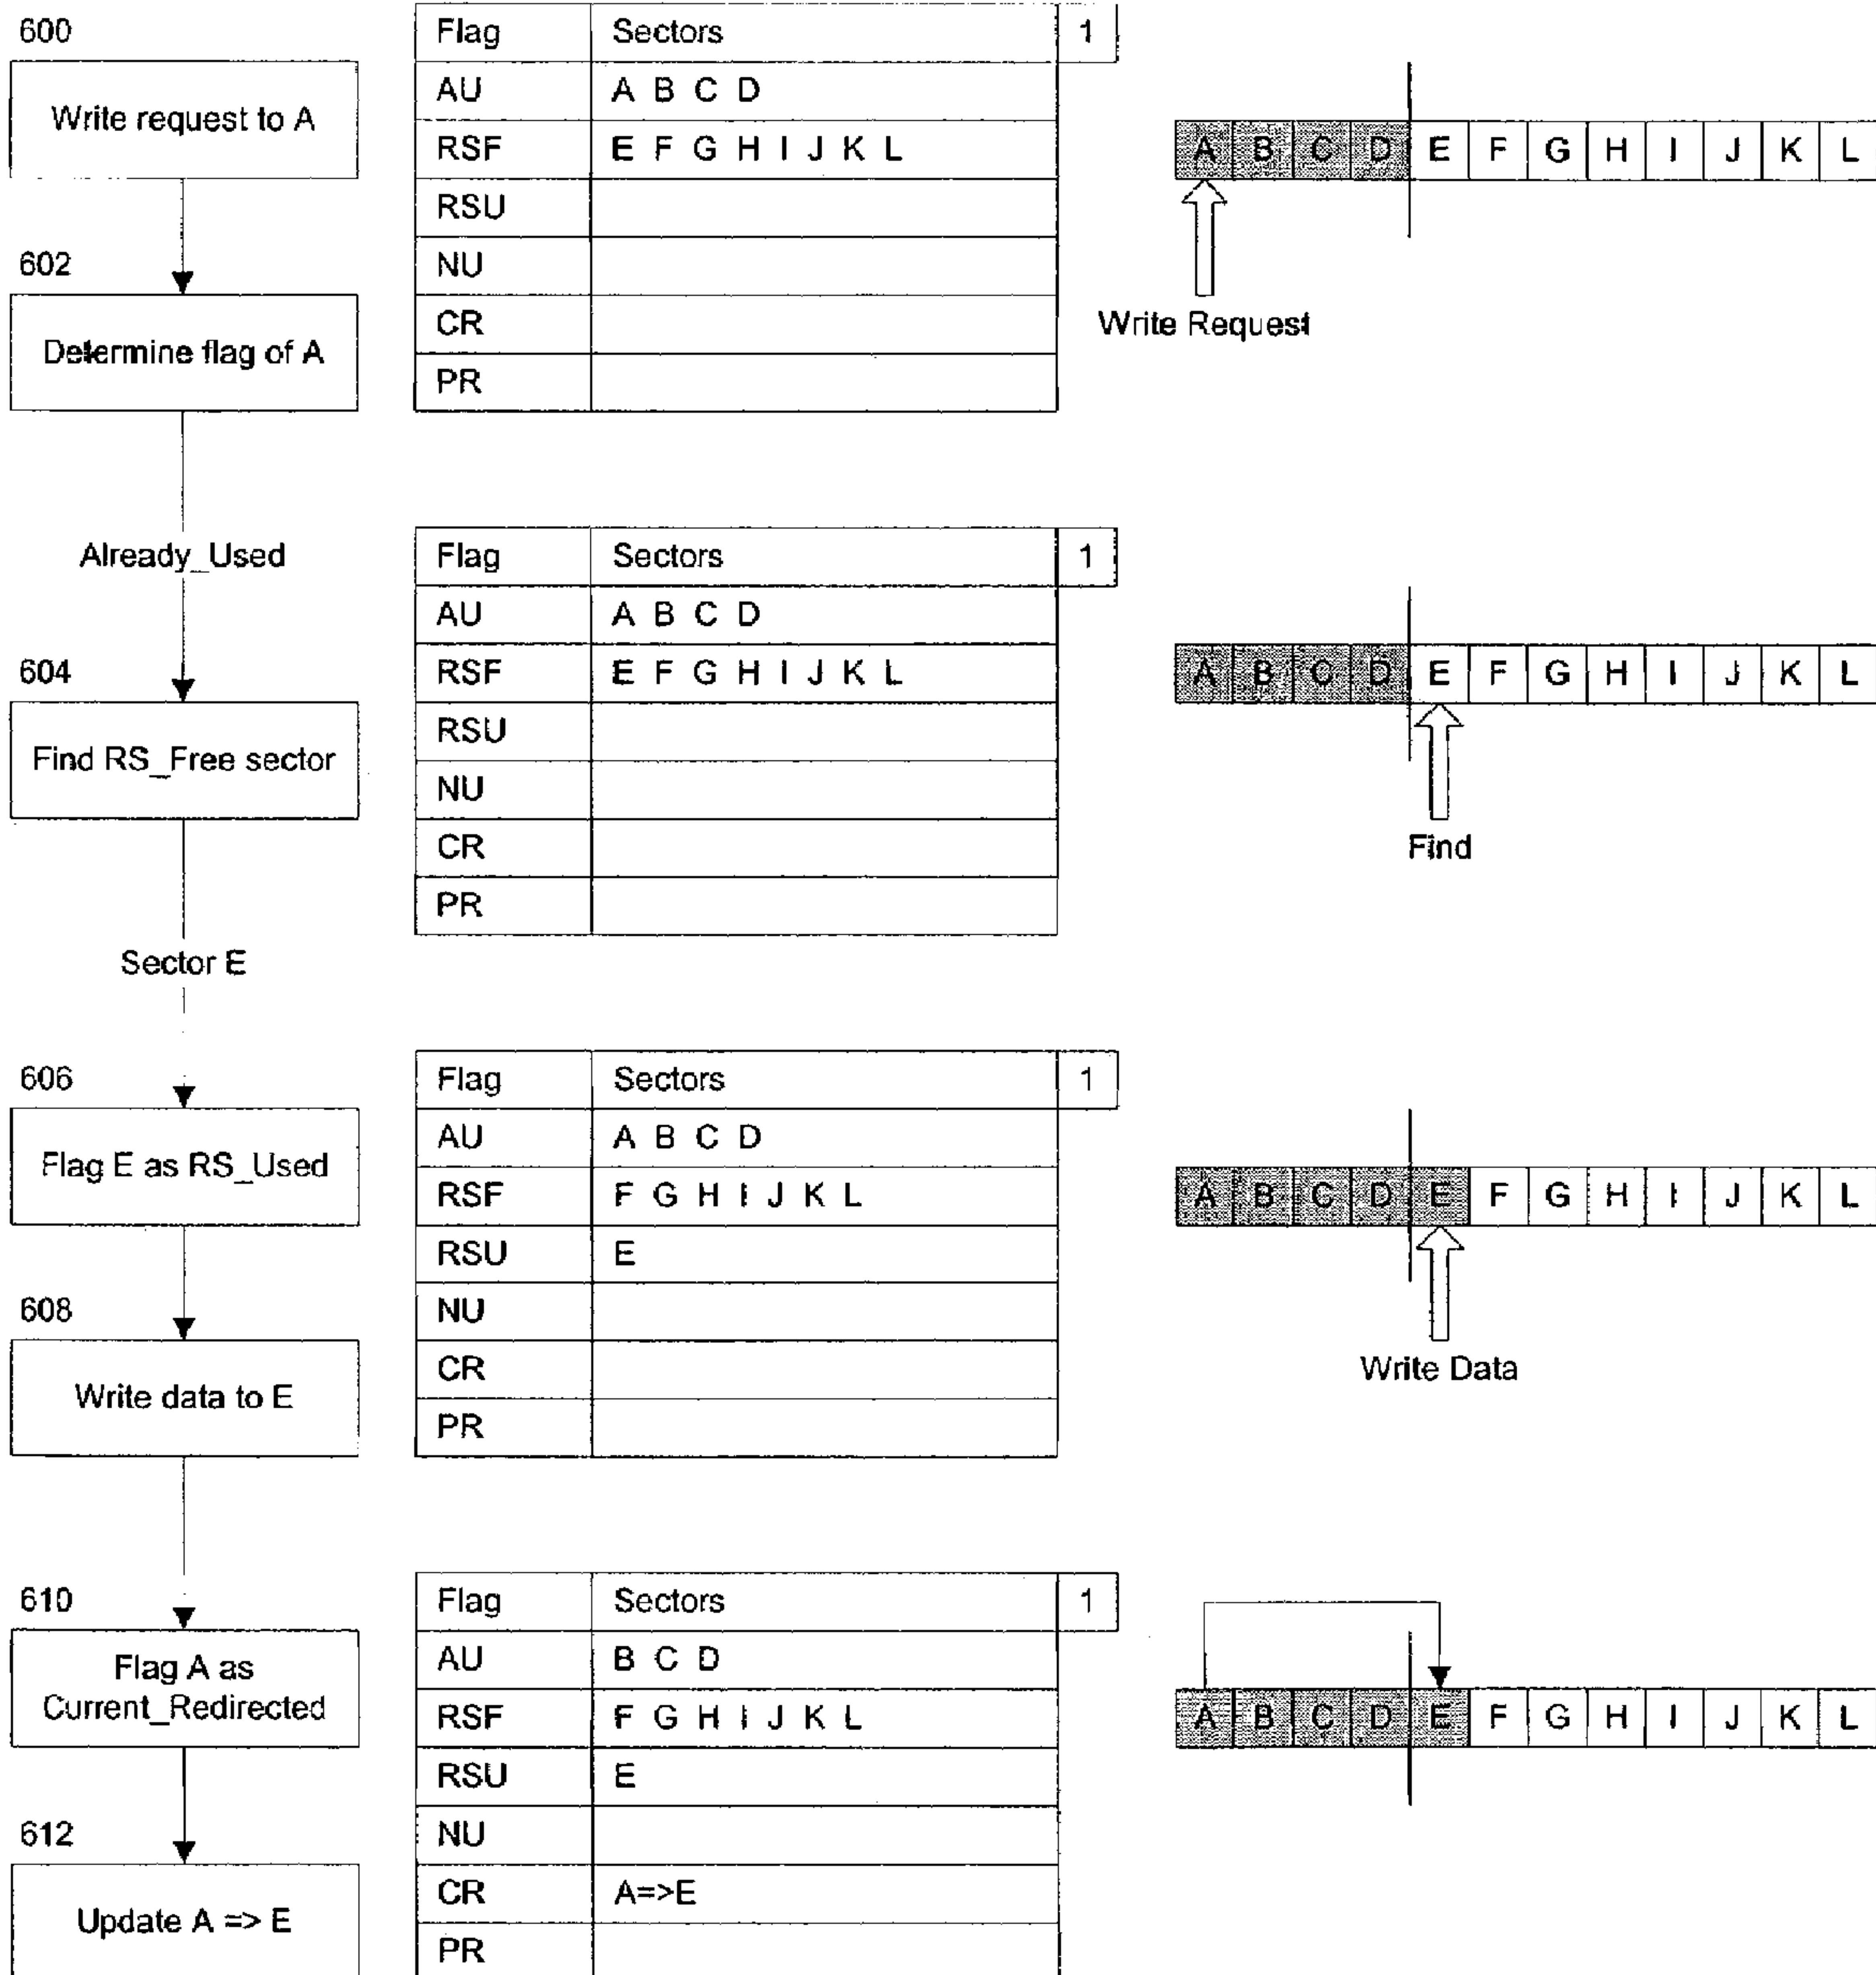 600
Write request to A
602
Determine flag of A
Already_Used
604
Find RS_Free sector
Sector E
606
Flag E as RS_Used
608
Write data to E
610
Flag A as
Current_Redirected
612
Update A => E
Flag Sectors 1
AU A B C D
RSF E F G H I J K L
RSU
NU
CR
PR
A B C D E F G H I J K L
Write Request
Flag Sectors 1
AU A B C D
RSF E F G H I J K L
RSU
NU
CR
PR
A B C D E F G H I J K L
Find
Flag Sectors 1
AU A B C D
RSF F G H I J K L
RSU E
NU
CR
PR
A B C D E F G H I J K L
Write Data
Flag Sectors 1
AU B C D
RSF F G H I J K L
RSU E
NU
CR A=>E
PR
A B C D E F G H I J K L